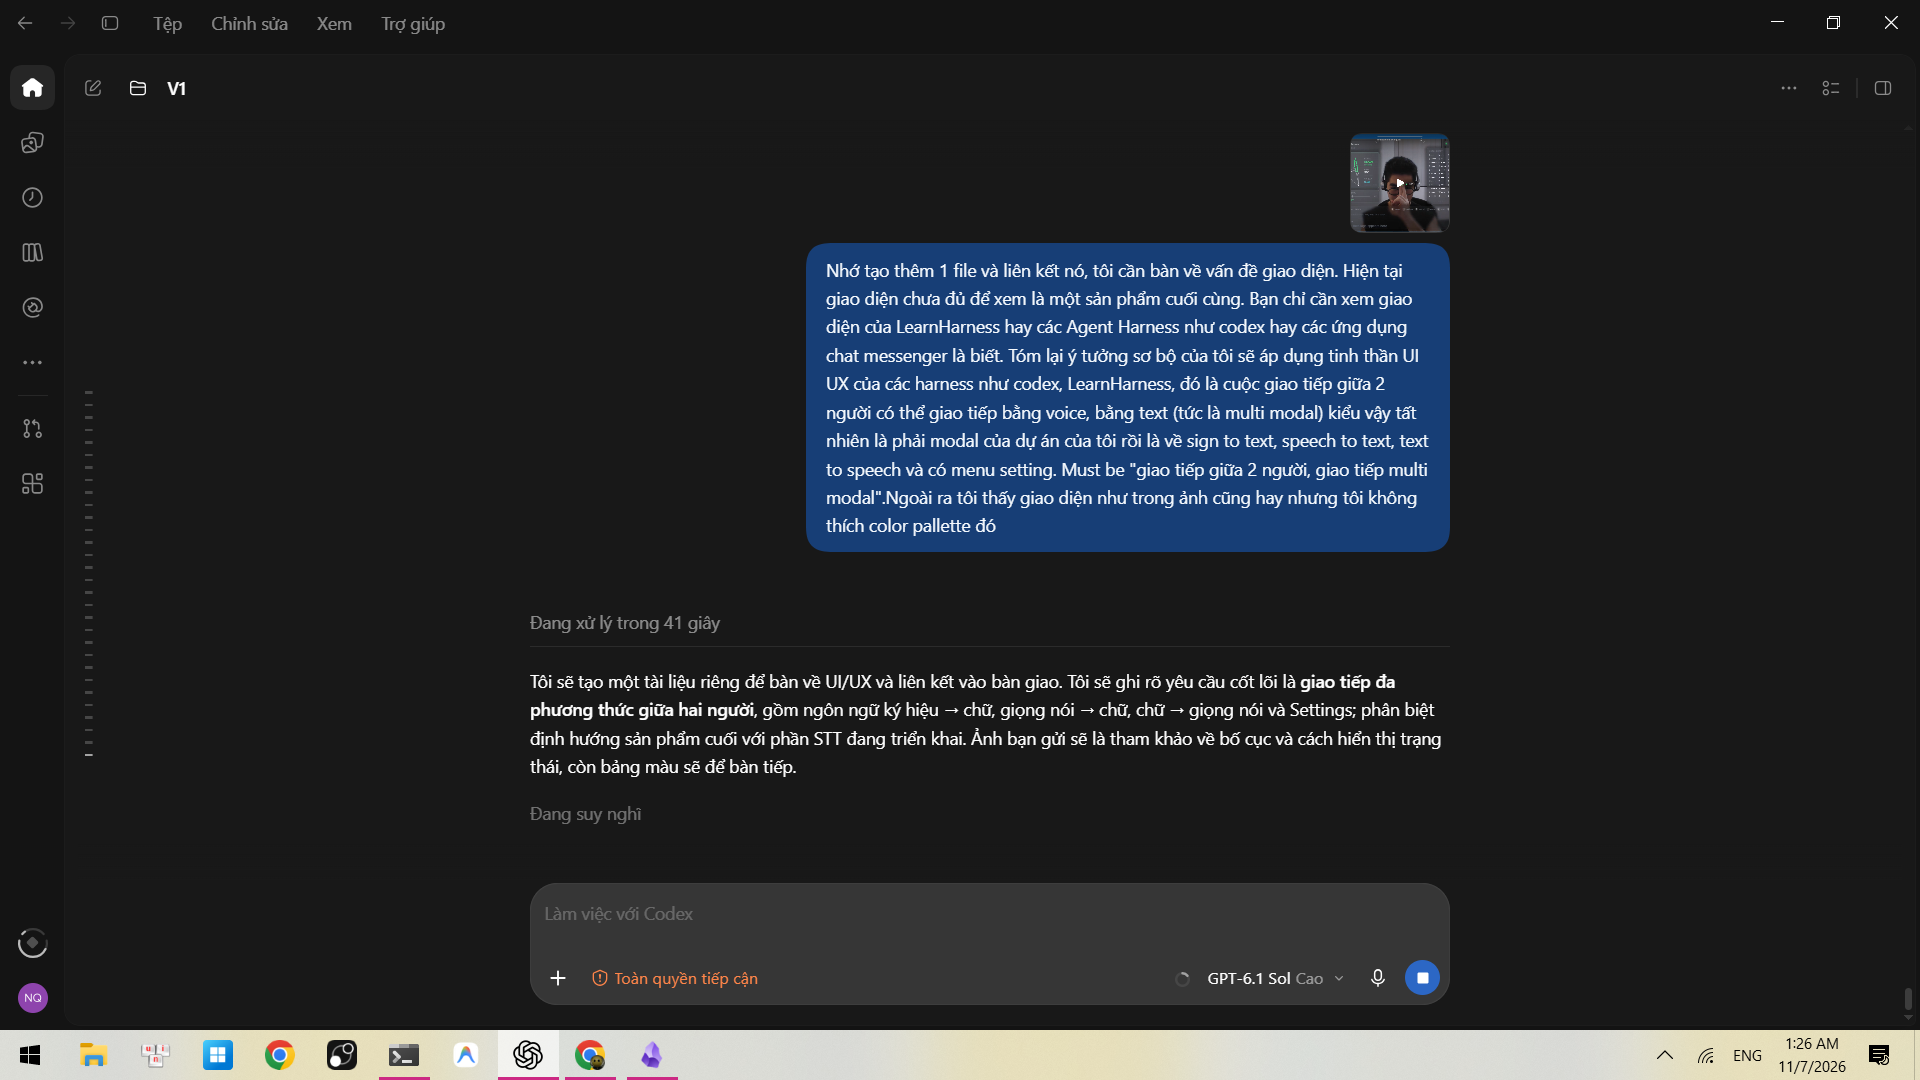 Tệp
Chỉnh sửa
Xem
Trợ giúp
V1
Nhớ tạo thêm 1 file và liên kết nó, tôi cần bàn về vấn đề giao diện. Hiện tại
giao diện chưa đủ để xem là một sản phẩm cuối cùng. Bạn chỉ cần xem giao
diện của LearnHarness hay các Agent Harness như codex hay các ứng dụng
chat messenger là biết. Tóm lại ý tưởng sơ bộ của tôi sẽ áp dụng tinh thần UI
UX của các harness như codex, LearnHarness, đó là cuộc giao tiếp giữa 2
người có thể giao tiếp bằng voice, bằng text (tức là multi modal) kiểu vậy tất
nhiên là phải modal của dự án của tôi rồi là về sign to text, speech to text, text
to speech và có menu setting. Must be "giao tiếp giữa 2 người, giao tiếp multi
modal".Ngoài ra tôi thấy giao diện như trong ảnh cũng hay nhưng tôi không
thích color pallette đó
Đang xử lý trong 41 giây
Tôi sẽ tạo một tài liệu riêng để bàn về UI/UX và liên kết vào bàn giao. Tôi sẽ ghi rõ yêu cầu cốt lõi là giao tiếp đa
phương thức giữa hai người, gồm ngôn ngữ ký hiệu → chữ, giọng nói → chữ, chữ → giọng nói và Settings; phân biệt
định hướng sản phẩm cuối với phần STT đang triển khai. Ảnh bạn gửi sẽ là tham khảo về bố cục và cách hiển thị trạng
thái, còn bảng màu sẽ để bàn tiếp.
Đang suy nghĩ
Làm việc với Codex
Toàn quyền tiếp cận
GPT-6.1 Sol Cao
NQ
ENG
1:26 AM
11/7/2026